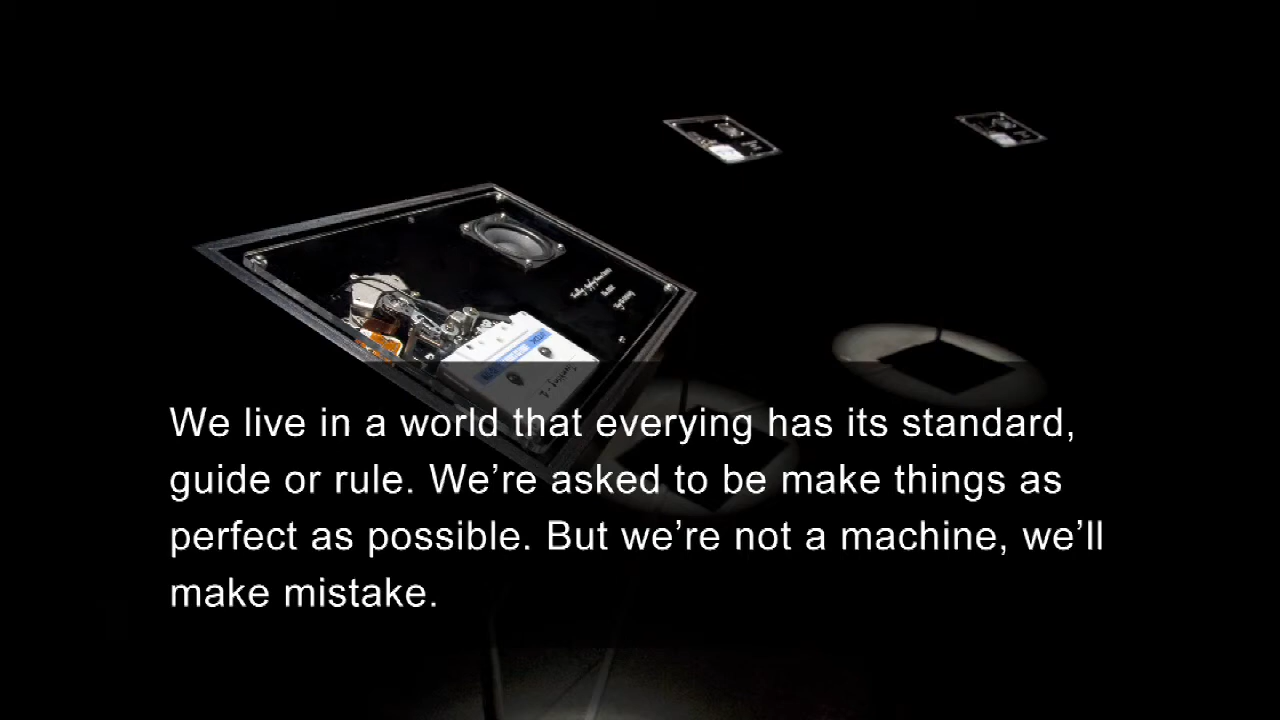 We live in a world that everying has its standard,
guide or rule. We’re asked to be make things as
perfect as possible. But we’re not a machine, we’ll
make mistake.